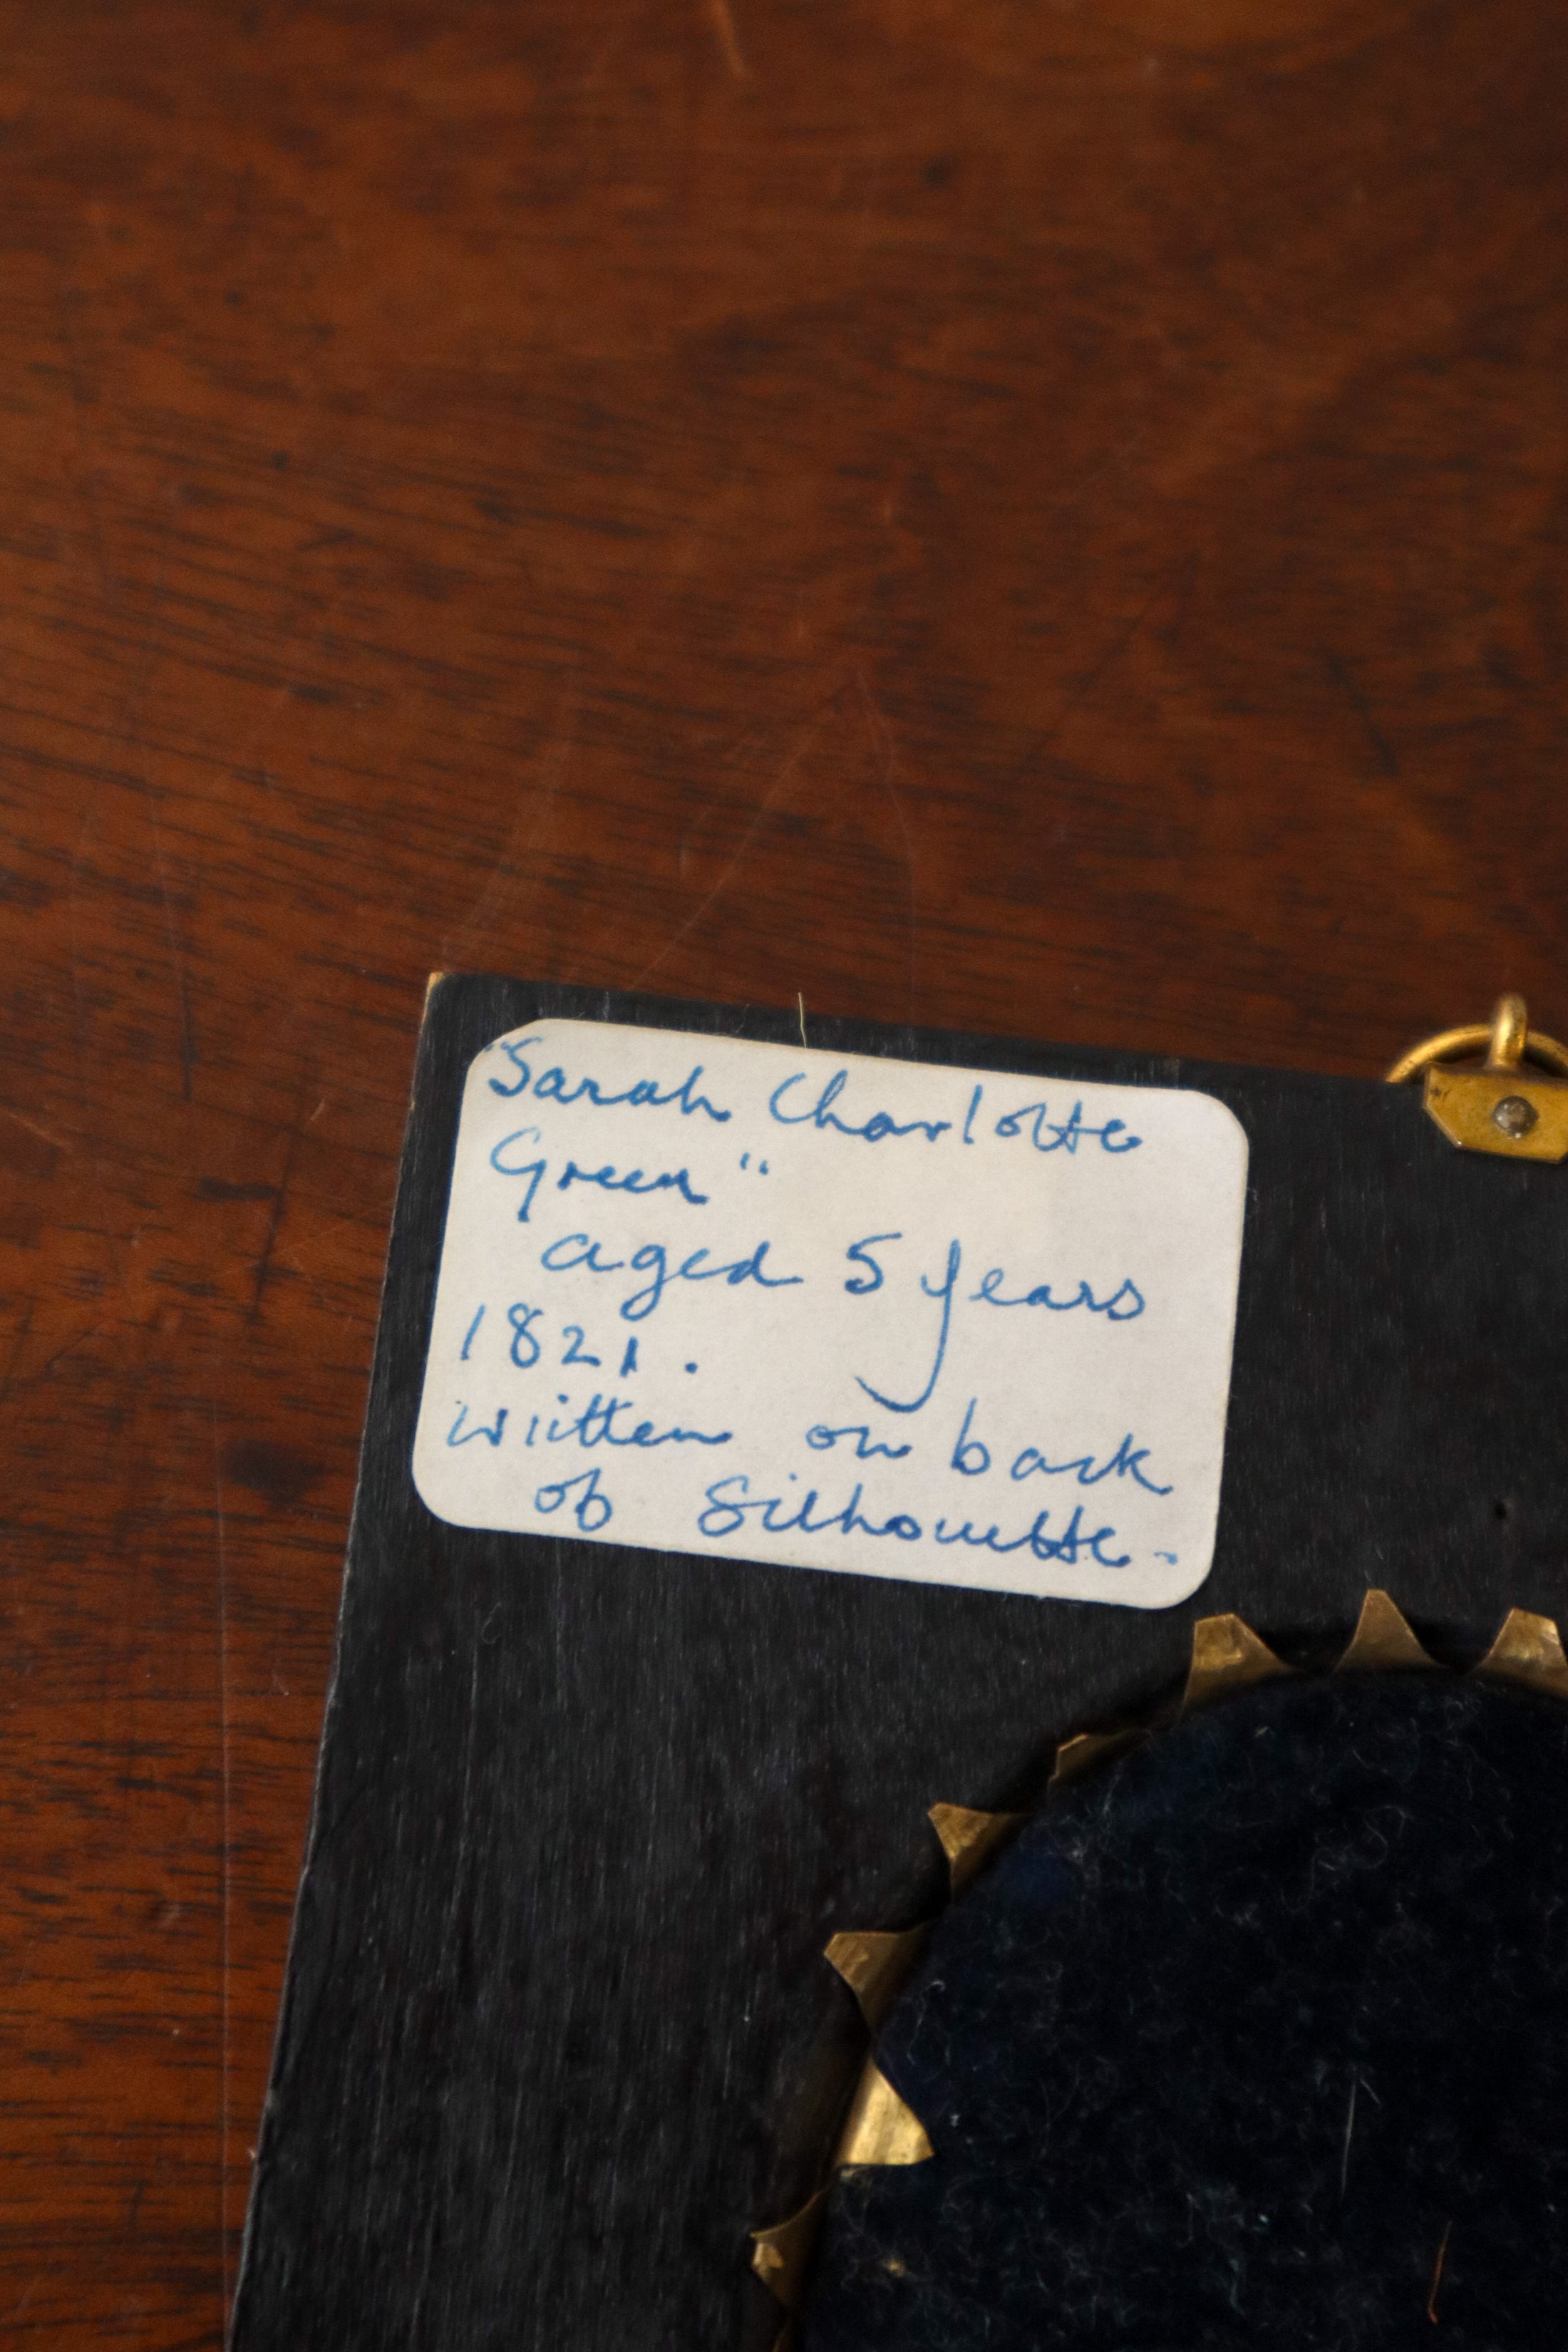 "Sarah Charlotte
Green"
aged 5 years
1821.
written on back
of Silhouette.